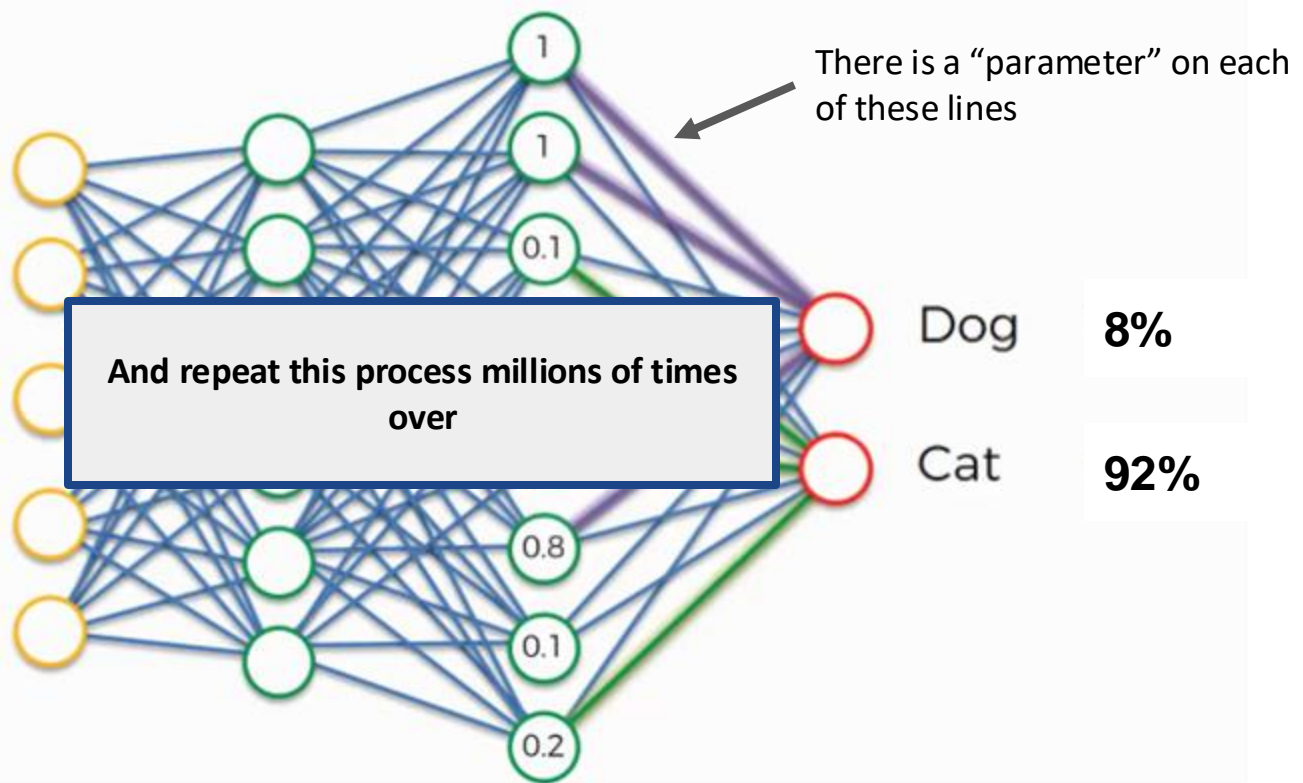 1
There is a “parameter” on each
of these lines
1
0.1
Dog 8%
And repeat this process millions of times
over
Cat 92%
0.8
0.1
0.2